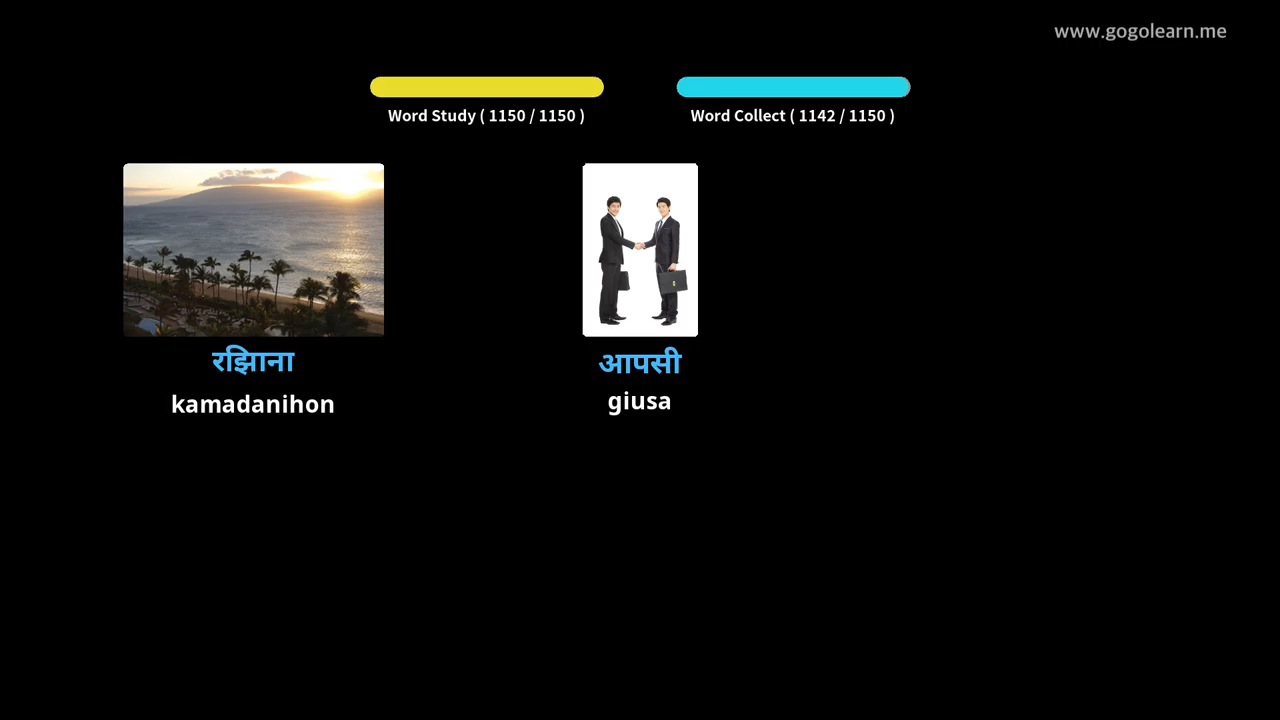 www.gogolearn.me
Word Study ( 1150 / 1150 )
Word Collect ( 1142 / 1150 )
रझिाना
आपसी
kamadanihon
giusa